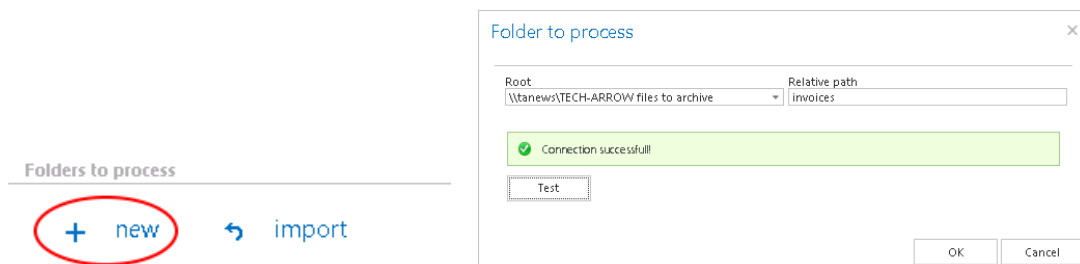 Folders to process
+ new import
Folder to process
Root Relative path
\\tanews\TECH-ARROW files to archive invoices
Connection successfull!
Test
OK Cancel